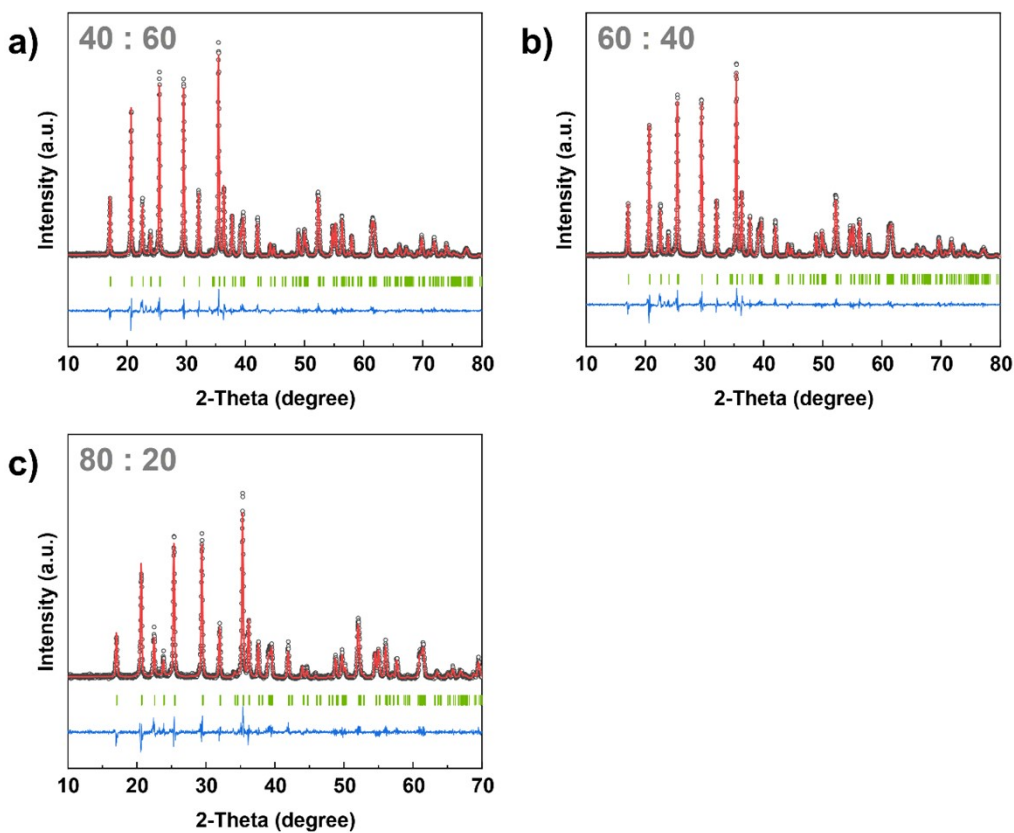 a)
40 : 60
Intensity (a.u.)
10 20 30 40 50 60 70 80
2-Theta (degree)
b)
60 : 40
Intensity (a.u.)
10 20 30 40 50 60 70 80
2-Theta (degree)
c)
80 : 20
Intensity (a.u.)
10 20 30 40 50 60 70
2-Theta (degree)